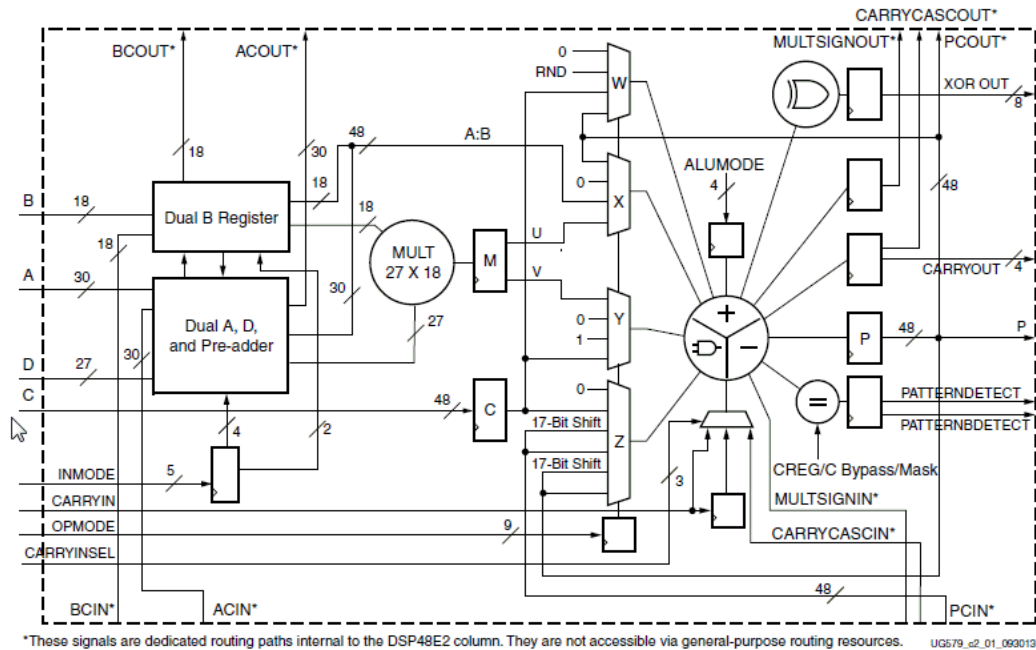 CARRYCASCOUT*
BCOUT* ACOUT* MULTSIGNOUT* PCOUT*
0
RND
W
XOR OUT
8
18 30 48 A:B
ALUMODE
4
48
18
18
0
X
B 18
Dual B Register
18
MULT
27 X 18
M
U
V
A 30
30
CARRYOUT
4
Dual A, D,
and Pre-adder
30
27
0
1
Y
+
−
P
48
P
D 27
C
48
C
0
17-Bit Shift
17-Bit Shift
Z
=
PATTERNDETECT
PATTERNBDETECT
4
2
INMODE 5
3
CREG/C Bypass/Mask
CARRYIN
MULTSIGNIN*
OPMODE 9
CARRYINSEL
CARRYCASCIN*
48
BCIN* ACIN* PCIN*
*These signals are dedicated routing paths internal to the DSP48E2 column. They are not accessible via general-purpose routing resources.
UG579_c2_01_093013